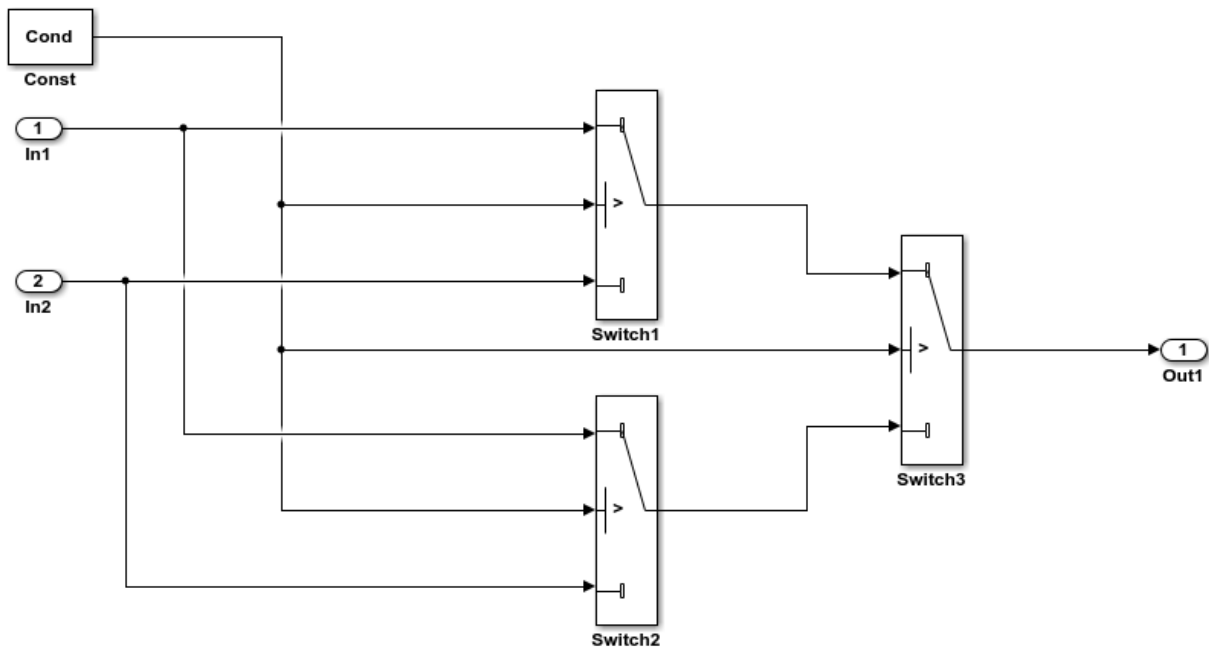 Cond
Const
1
In1
>
2
In2
Switch1
>
1
Out1
>
Switch3
Switch2